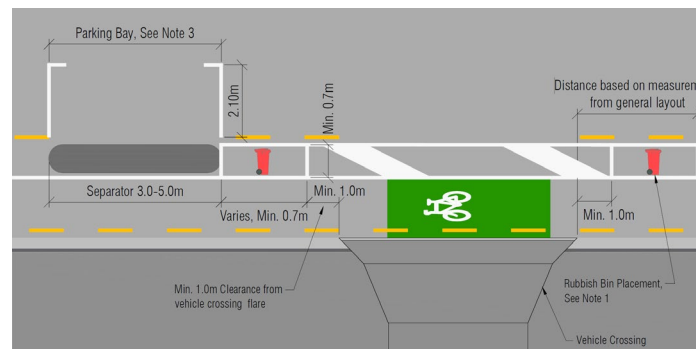 Parking Bay, See Note 3
2.10m
Min. 0.7m
Distance based on measurem
from general layout
Separator 3.0-5.0m
Min. 1.0m
Varies, Min. 0.7m
Min. 1.0m
Min. 1.0m Clearance from
vehicle crossing flare
Rubbish Bin Placement,
See Note 1
Vehicle Crossing